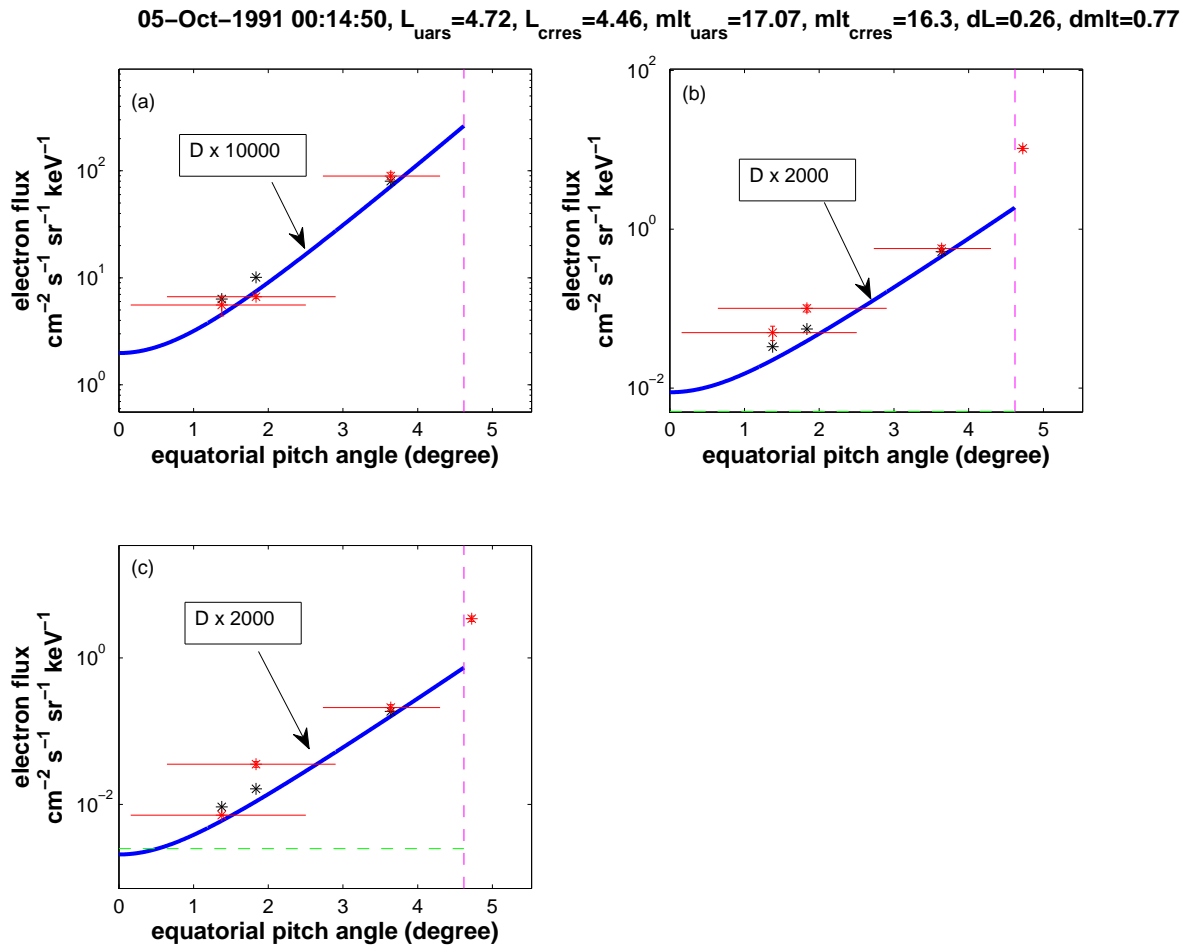 05−Oct−1991 00:14:50, L_uars=4.72, L_crres=4.46, mlt_uars=17.07, mlt_crres=16.3, dL=0.26, dmlt=0.77
(a)
D x 10000
10^2
10^1
10^0
0 1 2 3 4 5
equatorial pitch angle (degree)
electron flux
cm^−2 s^−1 sr^−1 keV^−1
(b)
D x 2000
10^2
10^0
10^−2
0 1 2 3 4 5
equatorial pitch angle (degree)
electron flux
cm^−2 s^−1 sr^−1 keV^−1
(c)
D x 2000
10^0
10^−2
0 1 2 3 4 5
equatorial pitch angle (degree)
electron flux
cm^−2 s^−1 sr^−1 keV^−1